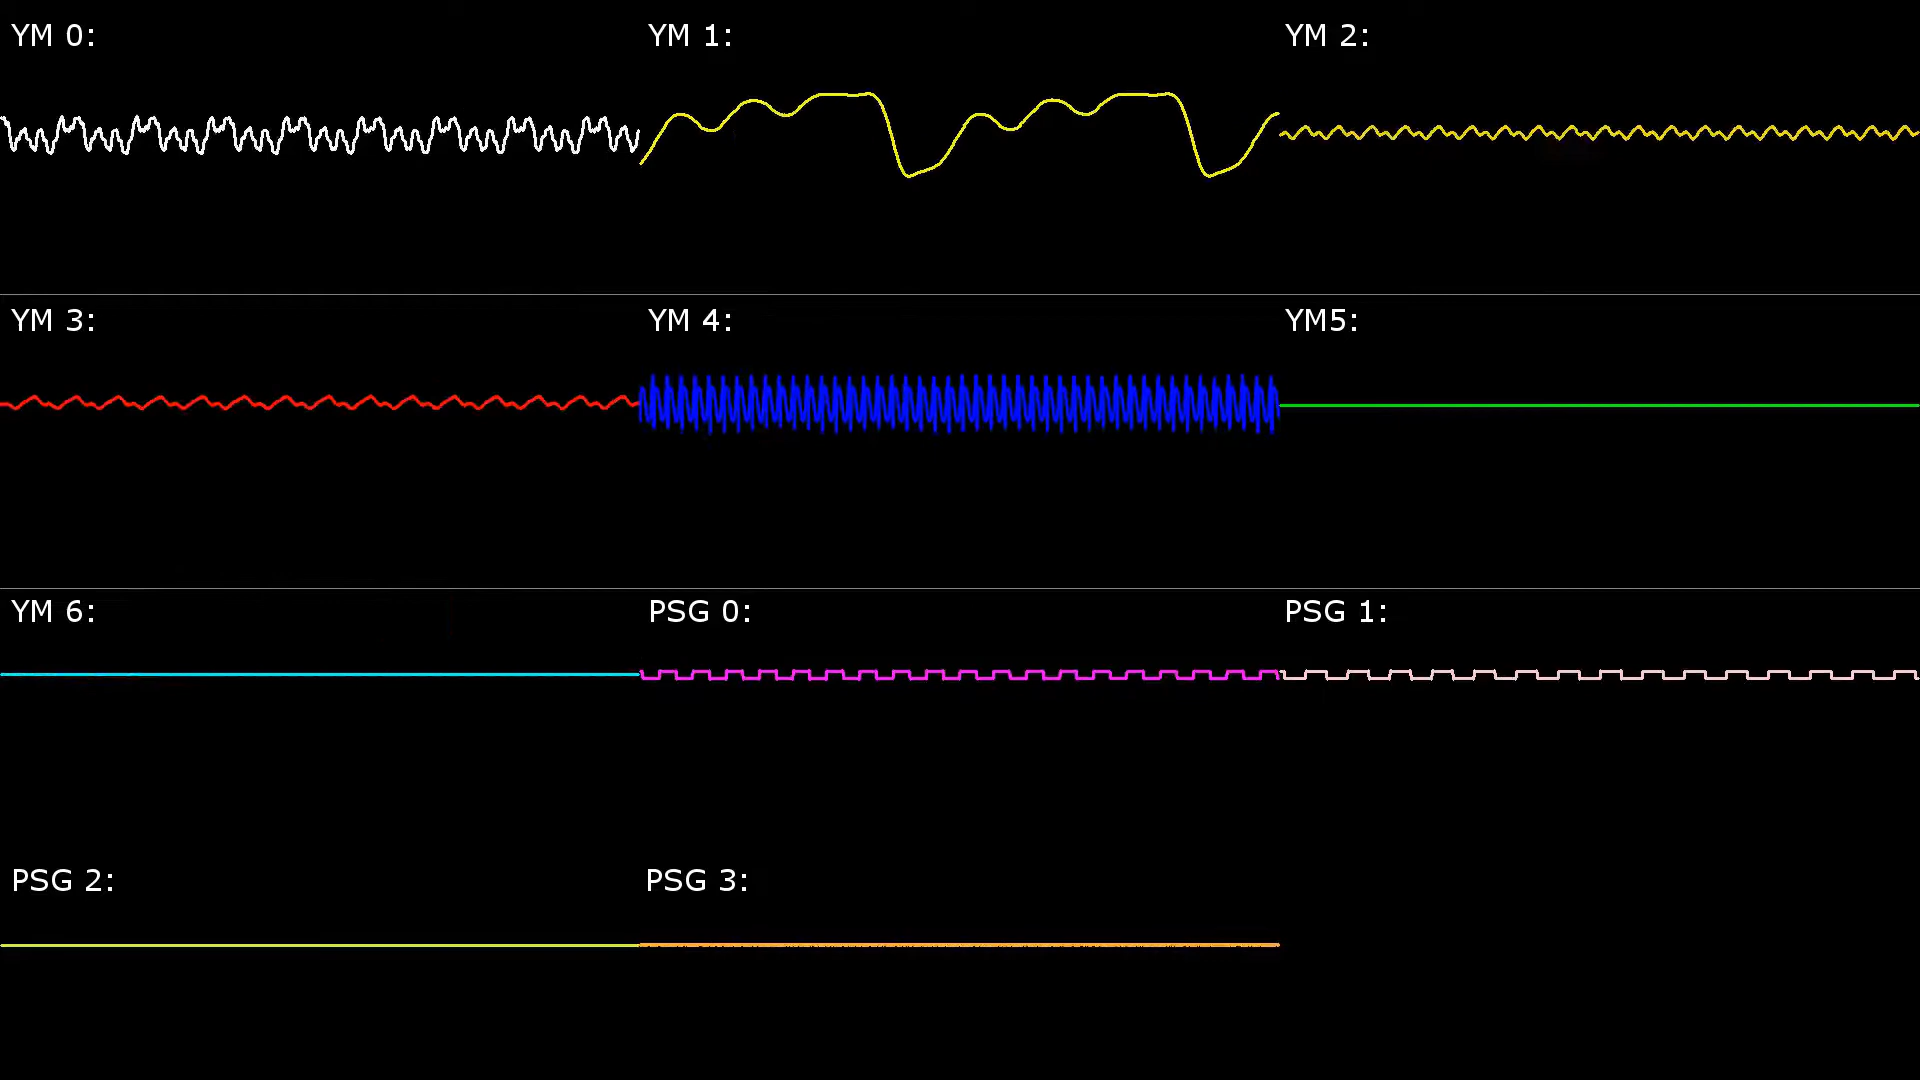 YM 0:
YM 1:
YM 2:
YM 3:
YM 4:
YM5:
YM 6:
PSG 0:
PSG 1:
PSG 2:
PSG 3: